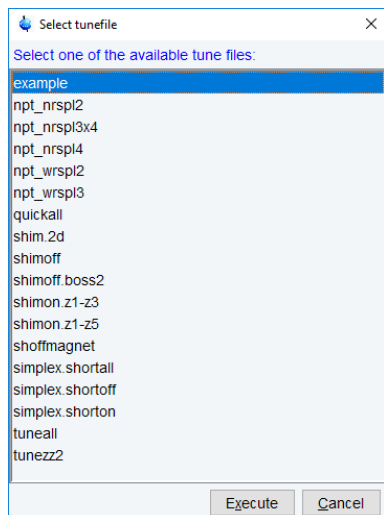 Select tunefile
Select one of the available tune files:
example
npt_nrspl2
npt_nrspl3x4
npt_nrspl4
npt_wrspl2
npt_wrspl3
quickall
shim.2d
shimoff
shimoff.boss2
shimon.z1-z3
shimon.z1-z5
shoffmagnet
simplex.shortall
simplex.shortoff
simplex.shorton
tuneall
tunezz2
Execute Cancel